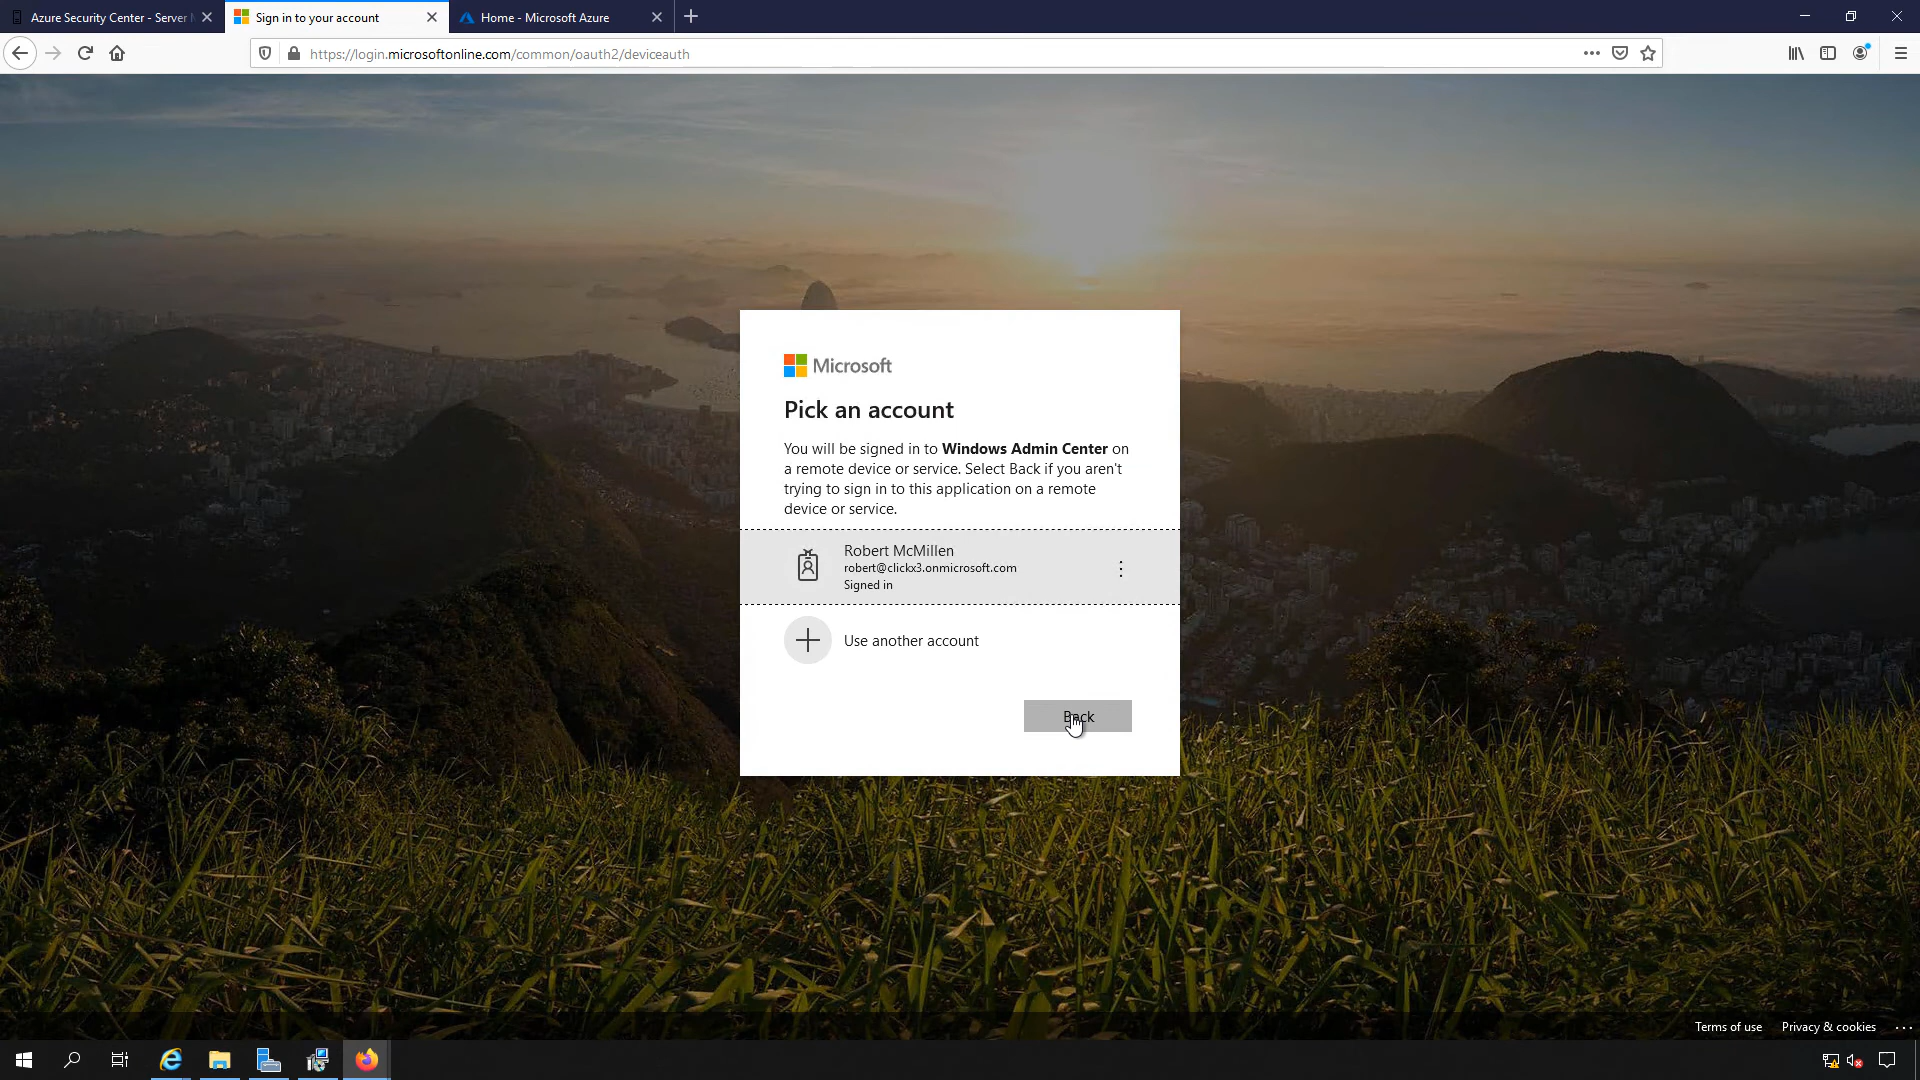 Azure Security Center - Server
Sign in to your account
Home - Microsoft Azure
https://login.microsoftonline.com/common/oauth2/deviceauth
Microsoft
Pick an account
You will be signed in to Windows Admin Center on
a remote device or service. Select Back if you aren't
trying to sign in to this application on a remote
device or service.
Robert McMillen
robert@clickx3.onmicrosoft.com
Signed in
Use another account
Back
Terms of use
Privacy & cookies